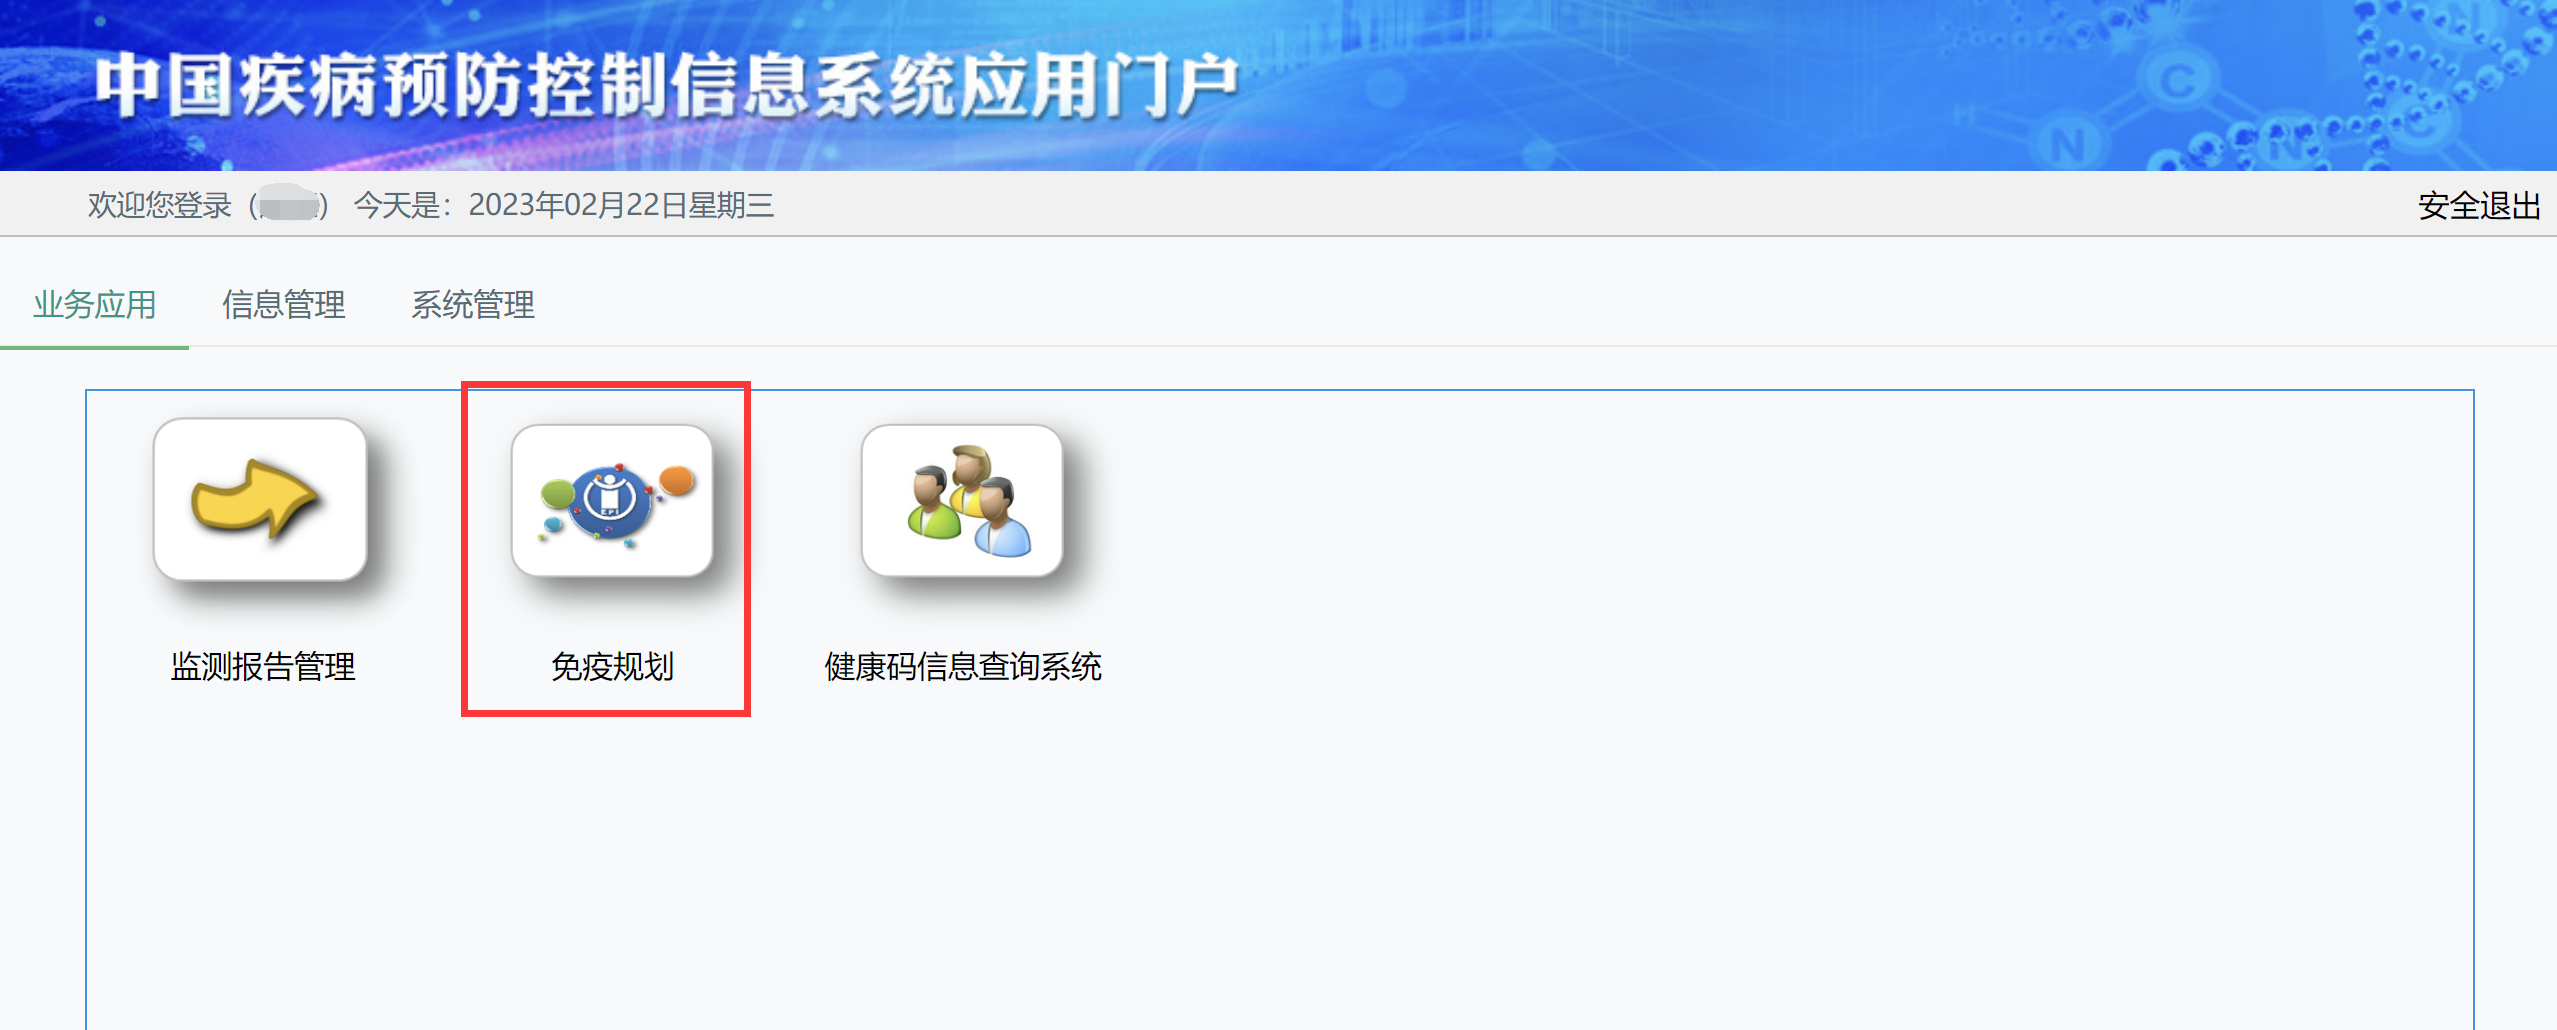 中国疾病预防控制信息系统应用门户
欢迎您登录（ ） 今天是：2023年02月22日星期三
安全退出
业务应用 信息管理 系统管理
EPI
监测报告管理 免疫规划 健康码信息查询系统
H N C N C N